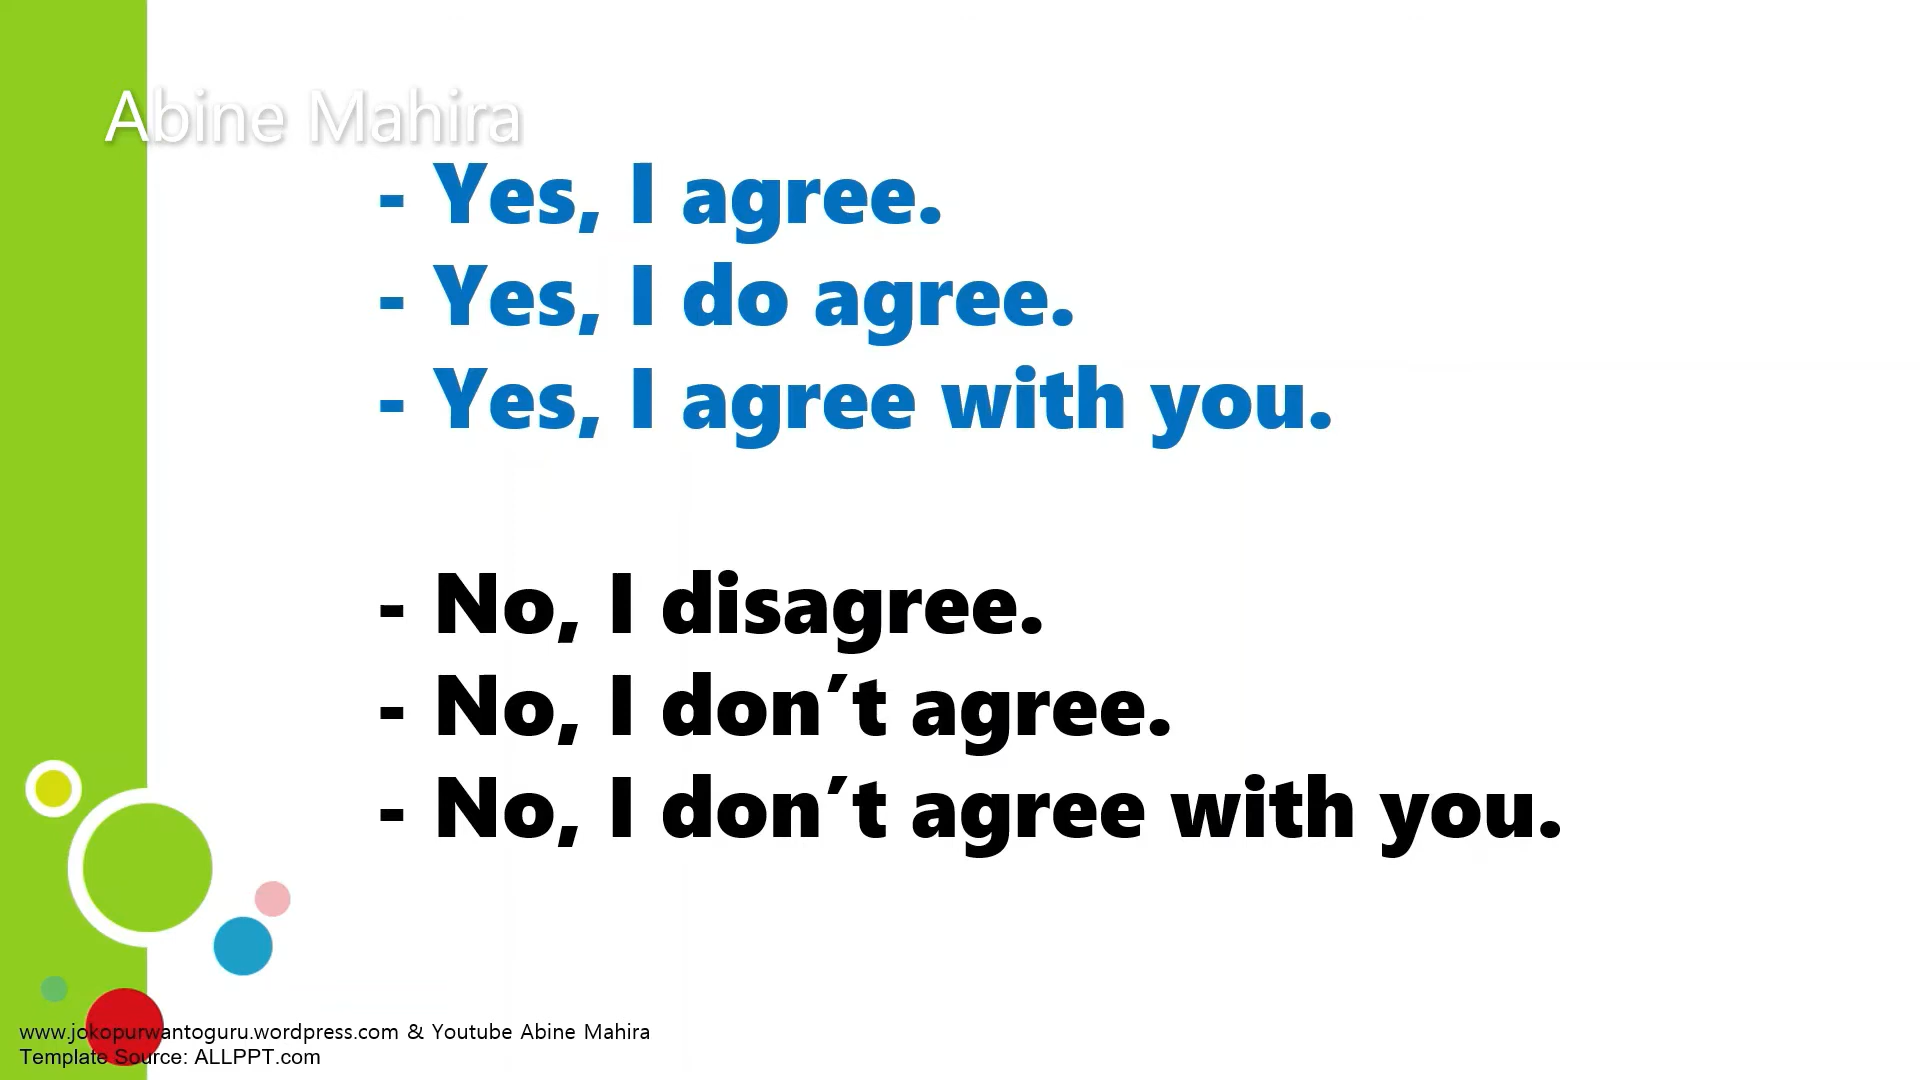 Abine Mahira
- Yes, I agree.
- Yes, I do agree.
- Yes, I agree with you.
- No, I disagree.
- No, I don’t agree.
- No, I don’t agree with you.
www.jokopurwantoguru.wordpress.com & Youtube Abine Mahira
Template Source: ALLPPT.com